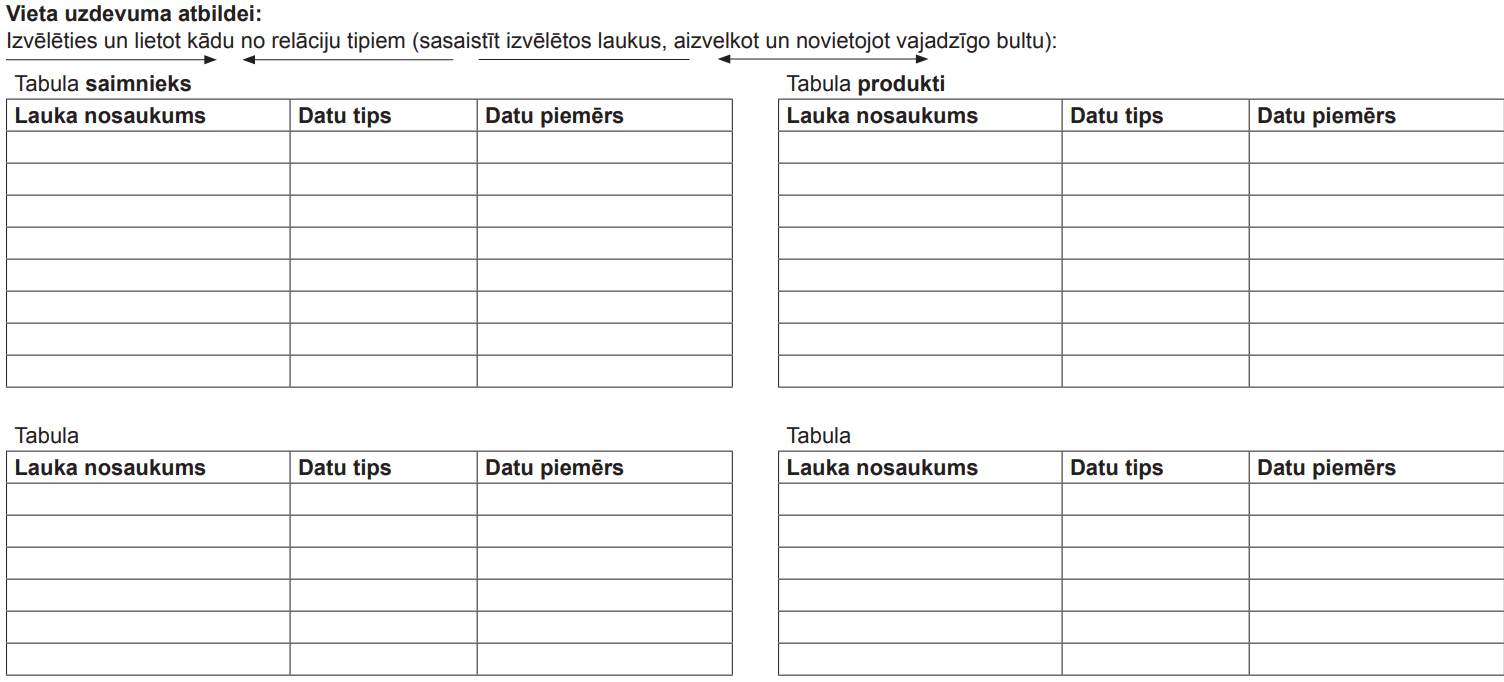 Vieta uzdevuma atbildei:
Izvēlēties un lietot kādu no relāciju tipiem (sasaistīt izvēlētos laukus, aizvelkot un novietojot vajadzīgo bultu):
Tabula saimnieks
Lauka nosaukums Datu tips Datu piemērs
Tabula produkti
Lauka nosaukums Datu tips Datu piemērs
Tabula
Lauka nosaukums Datu tips Datu piemērs
Tabula
Lauka nosaukums Datu tips Datu piemērs